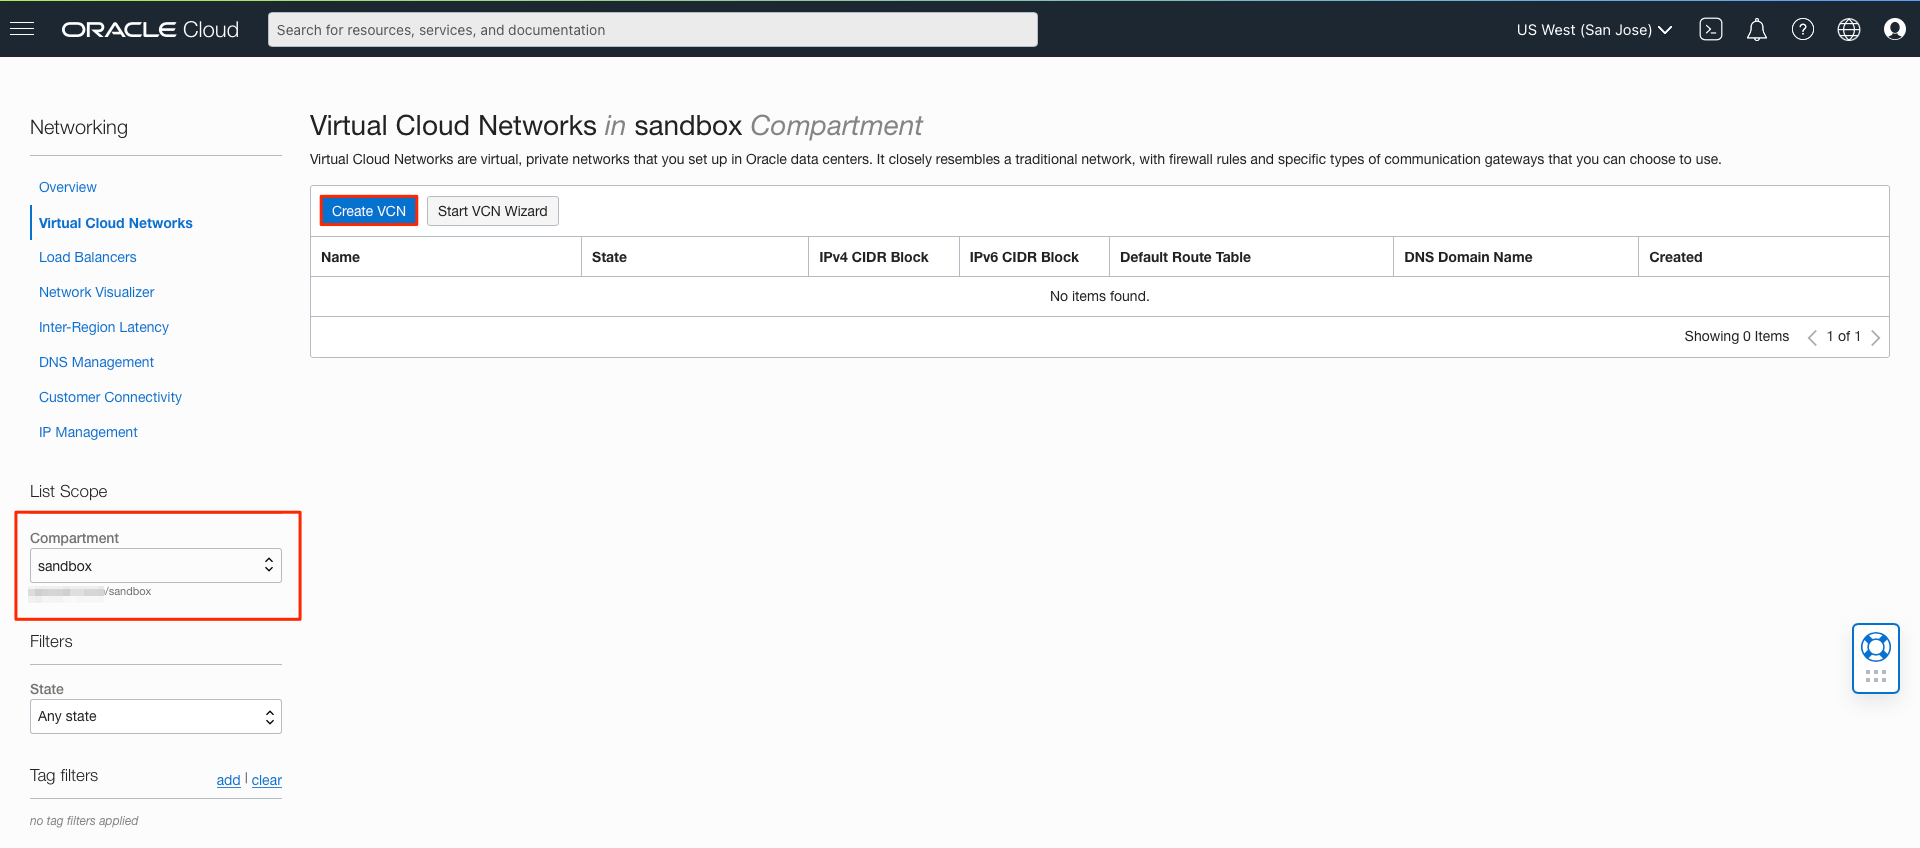 ORACLE Cloud
Search for resources, services, and documentation
US West (San Jose)
Networking
Overview
Virtual Cloud Networks
Load Balancers
Network Visualizer
Inter-Region Latency
DNS Management
Customer Connectivity
IP Management
List Scope
Compartment
sandbox
/sandbox
Filters
State
Any state
Tag filters
add | clear
no tag filters applied
Virtual Cloud Networks in sandbox Compartment
Virtual Cloud Networks are virtual, private networks that you set up in Oracle data centers. It closely resembles a traditional network, with firewall rules and specific types of communication gateways that you can choose to use.
Create VCN Start VCN Wizard
Name State IPv4 CIDR Block IPv6 CIDR Block Default Route Table DNS Domain Name Created
No items found.
Showing 0 Items < 1 of 1 >